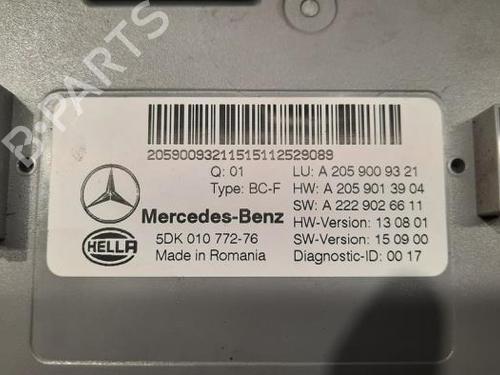 B-PARTS
20590093211515112529089
Q: 01 LU: A 205 900 93 21
Type: BC-F HW: A 205 901 39 04
Mercedes-Benz SW: A 222 902 66 11
HW-Version: 13 08 01
HELLA 5DK 010 772-76 SW-Version: 15 09 00
Made in Romania Diagnostic-ID: 00 17